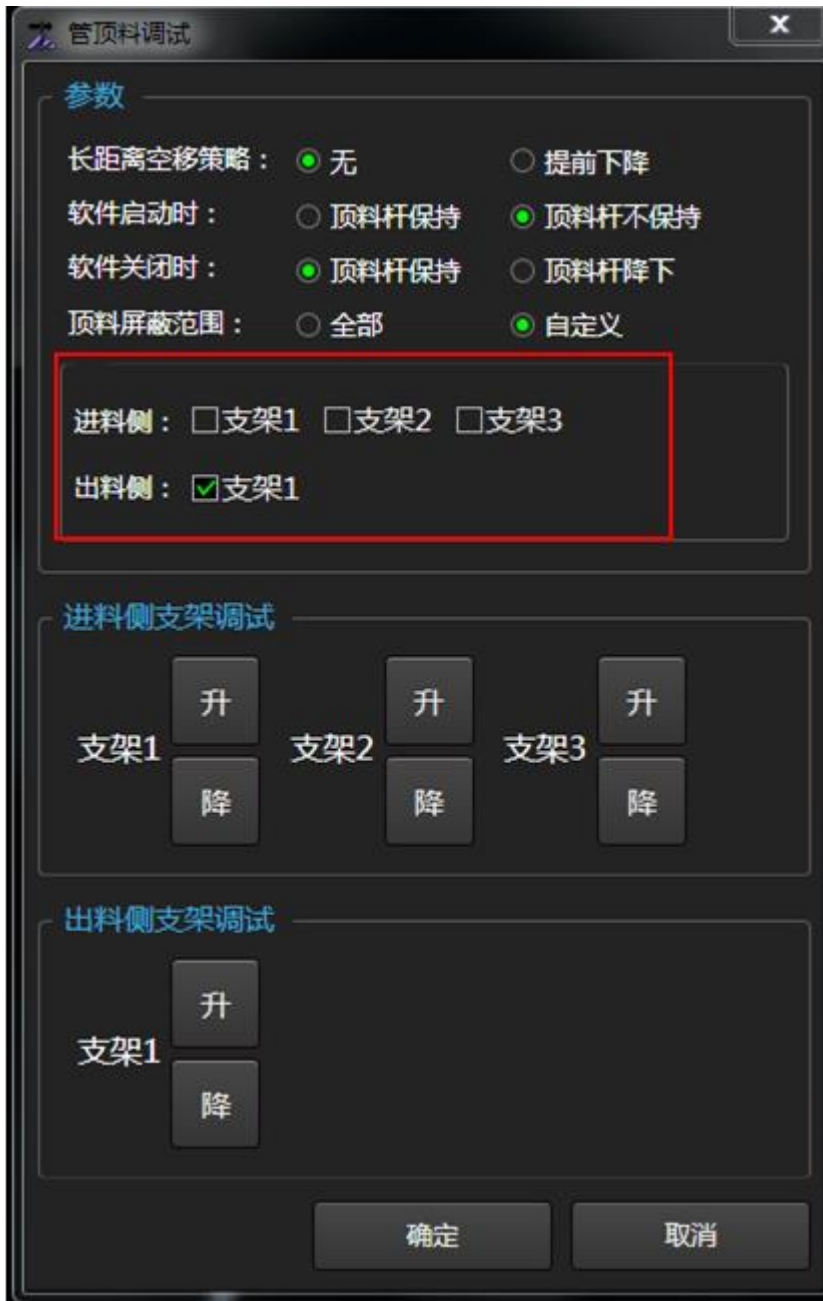 管顶料调试
参数
长距离空移策略： 无 提前下降
软件启动时： 顶料杆保持 顶料杆不保持
软件关闭时： 顶料杆保持 顶料杆降下
顶料屏蔽范围： 全部 自定义
进料侧： 支架1 支架2 支架3
出料侧： 支架1
进料侧支架调试
升 升 升
支架1 支架2 支架3
降 降 降
出料侧支架调试
升
支架1
降
确定 取消